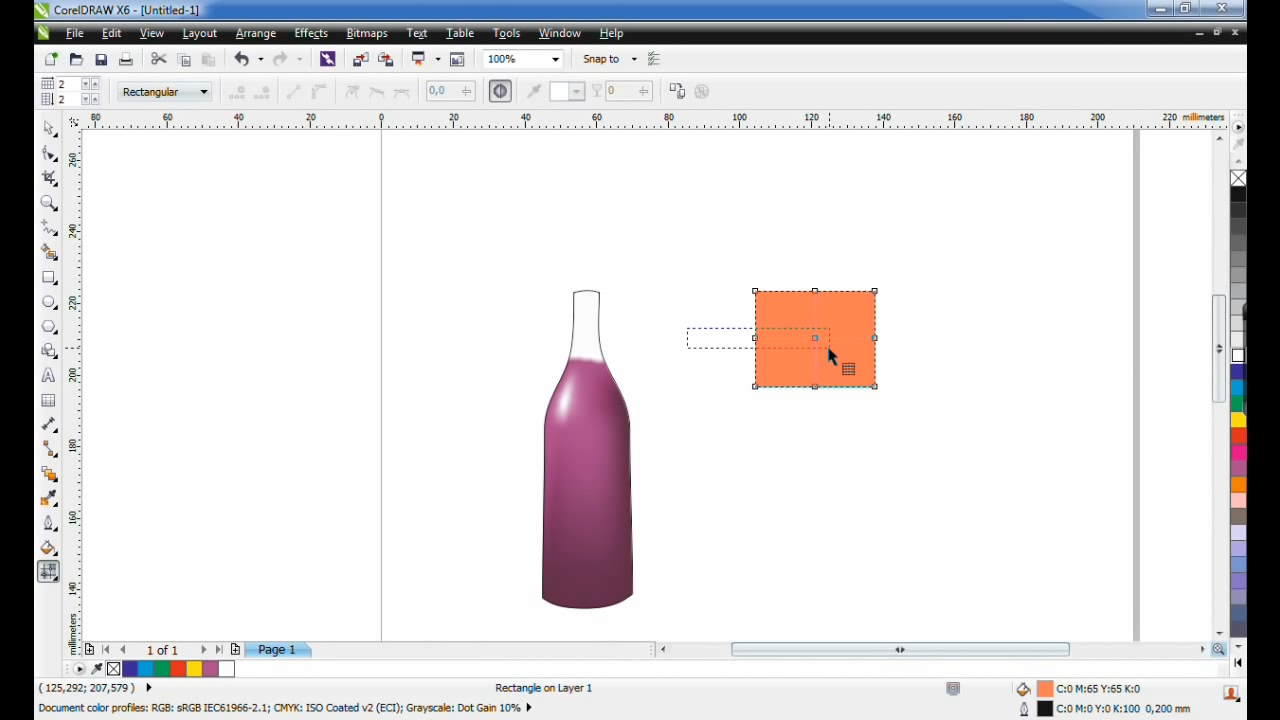 CorelDRAW X6 - [Untitled-1]
File Edit View Layout Arrange Effects Bitmaps Text Table Tools Window Help
100% Snap to
2 Rectangular 0,0 0
2
80 60 40 20 0 20 40 60 80 100 120 140 160 180 200 220 millimeters
260
240
220
200
180
160
140
millimeters
1 of 1 Page 1
( 125,292; 207,579 ) Rectangle on Layer 1 C:0 M:65 Y:65 K:0
Document color profiles: RGB: sRGB IEC61966-2.1; CMYK: ISO Coated v2 (ECI); Grayscale: Dot Gain 10% C:0 M:0 Y:0 K:100 0,200 mm